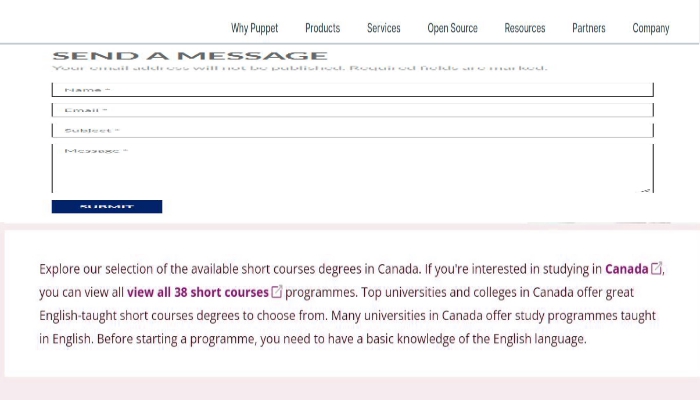 Why Puppet Products Services Open Source Resources Partners Company
SEND A MESSAGE
Your email address will not be published. Required fields are marked.
Name *
Email *
Subject *
Message *
SUBMIT
Explore our selection of the available short courses degrees in Canada. If you're interested in studying in Canada,
you can view all view all 38 short courses programmes. Top universities and colleges in Canada offer great
English-taught short courses degrees to choose from. Many universities in Canada offer study programmes taught
in English. Before starting a programme, you need to have a basic knowledge of the English language.